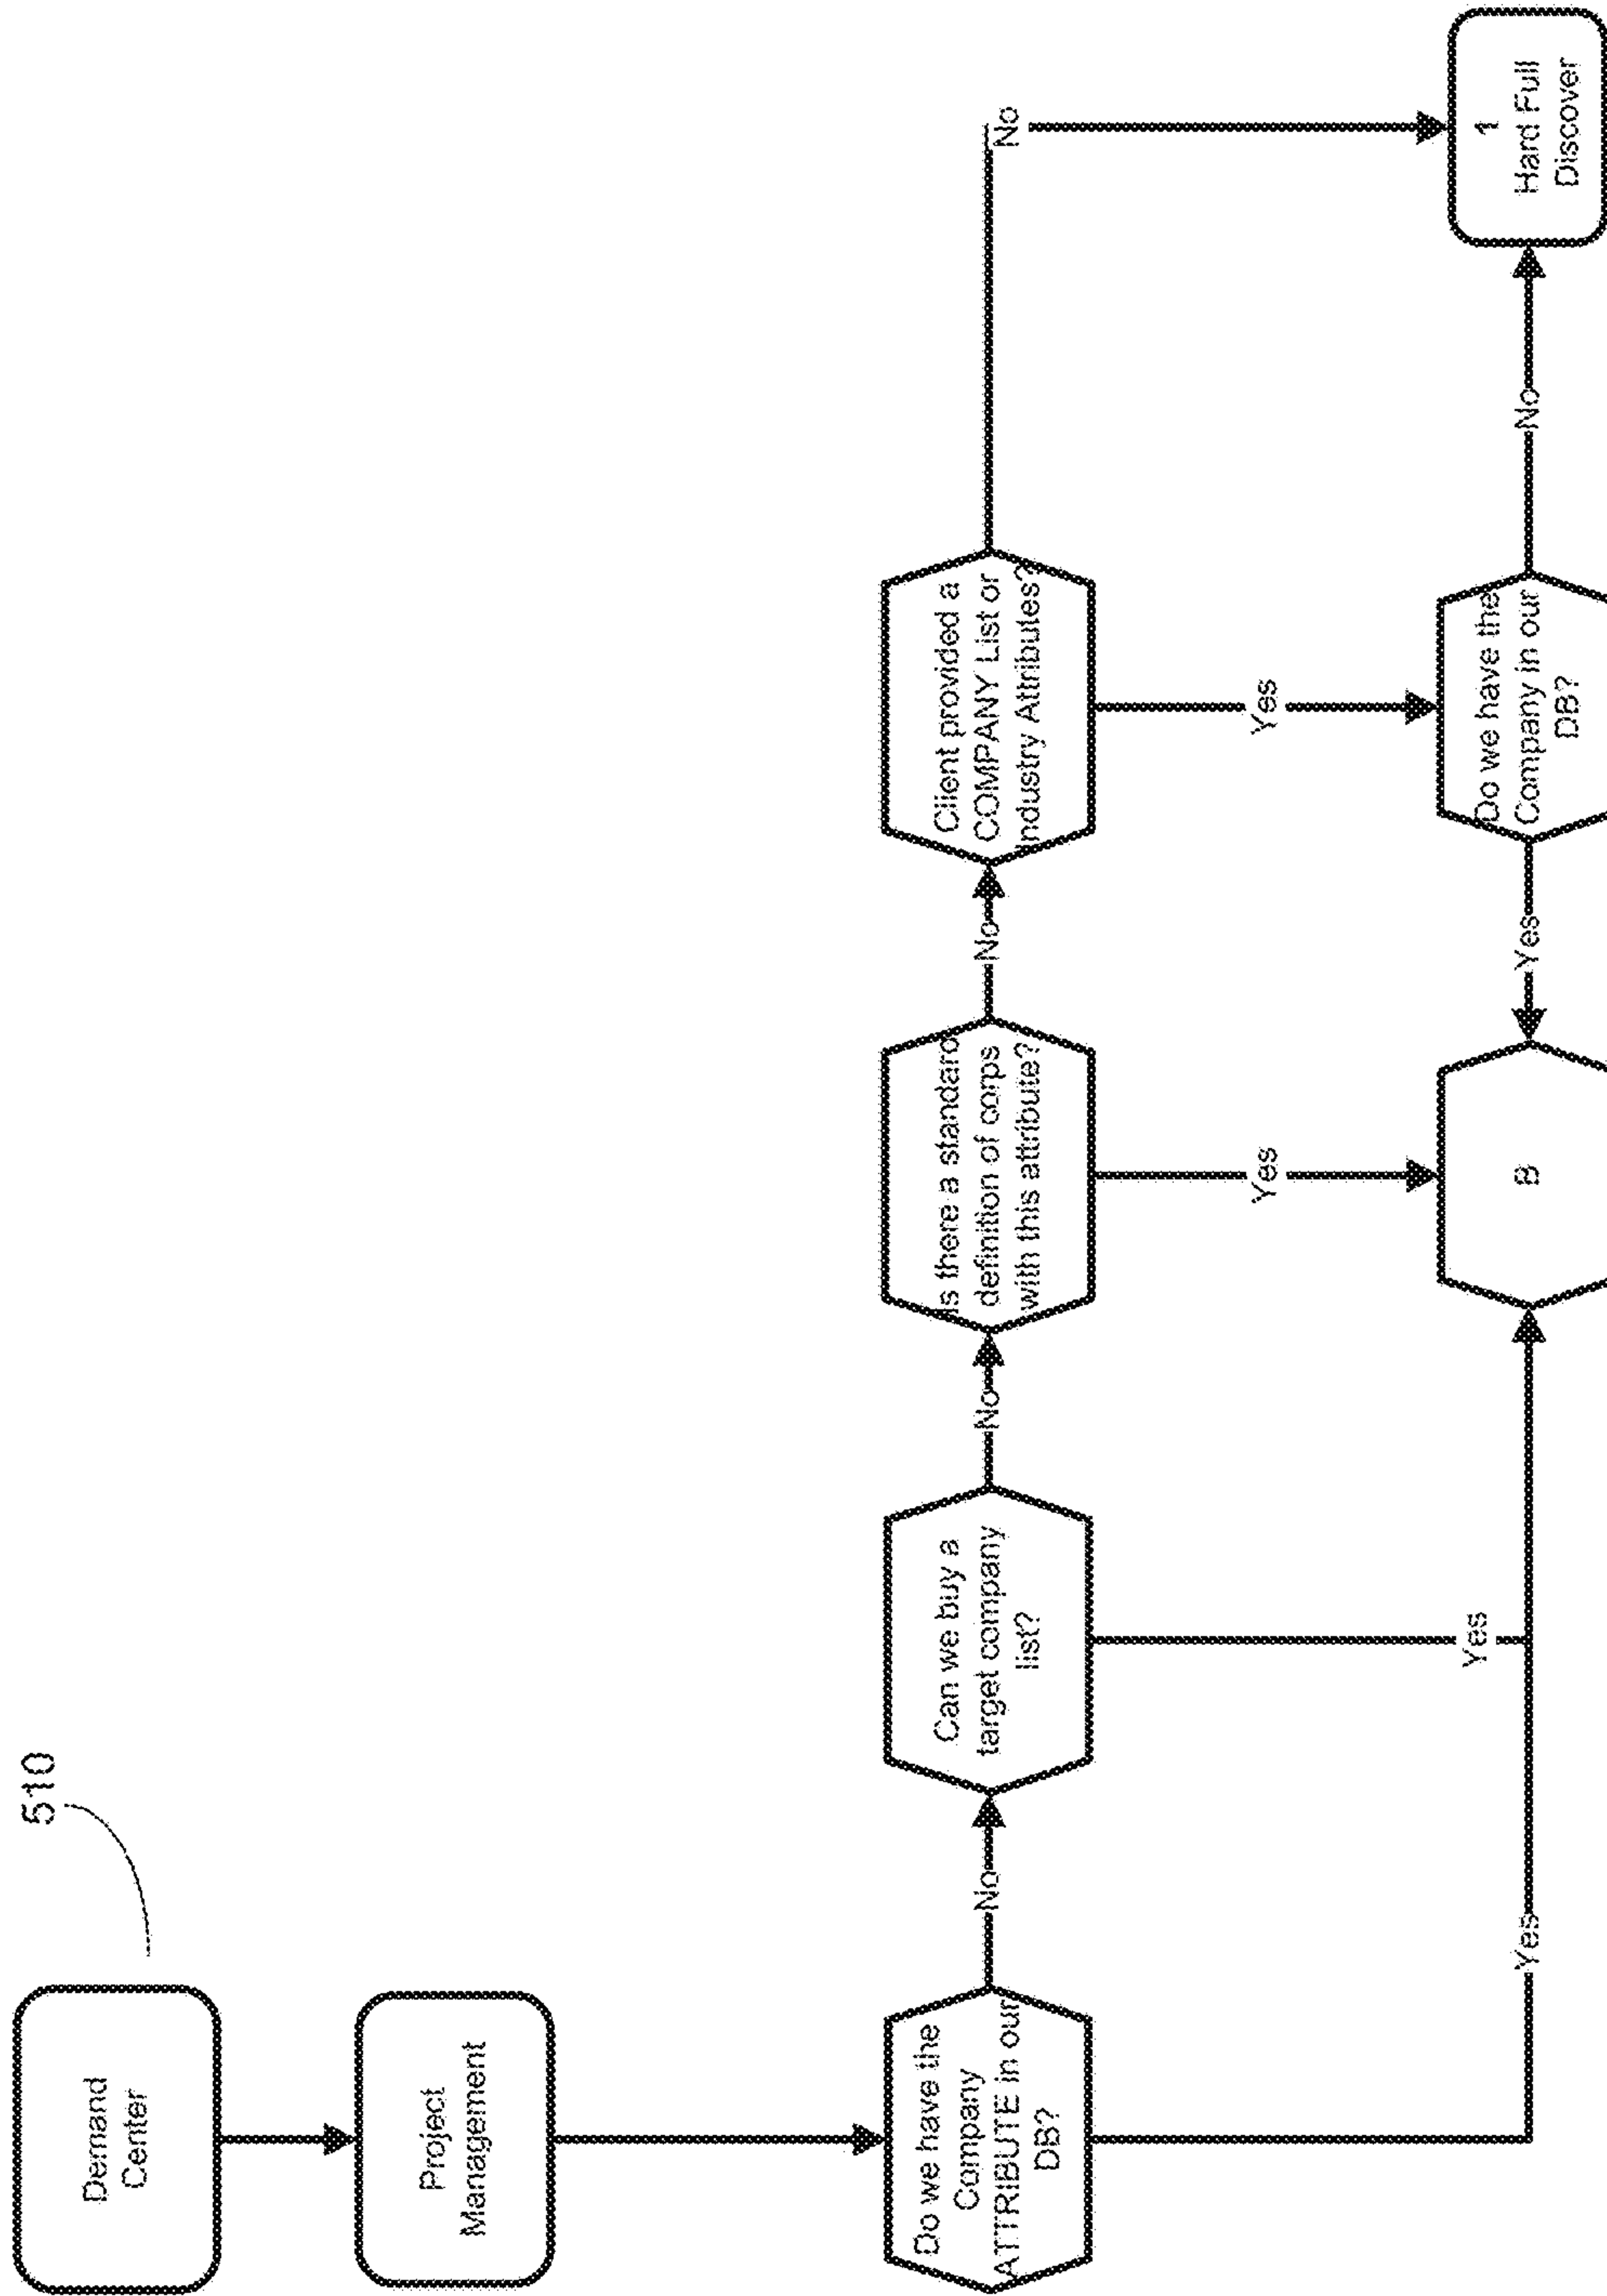 510
Demand
Center
Project
Management
Do we have the
Company
ATTRIBUTE in our
DB?
No
Can we buy a
target company
list?
No
Is there a standard
definition of corps
with this attribute?
No
Client provided a
COMPANY List or
Industry Attributes?
No
Yes
Yes
Yes
Yes
B
Yes
Do we have the
Company in our
DB?
No
1
Hard Full
Discover